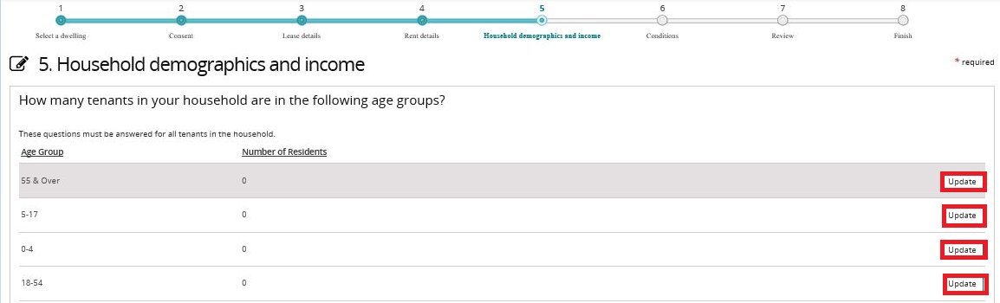 1 2 3 4 5 6 7 8
Select a dwelling Consent Lease details Rent details Household demographics and income Conditions Review Finish
5. Household demographics and income
* required
How many tenants in your household are in the following age groups?
These questions must be answered for all tenants in the household.
Age Group Number of Residents
55 & Over 0 Update
5-17 0 Update
0-4 0 Update
18-54 0 Update